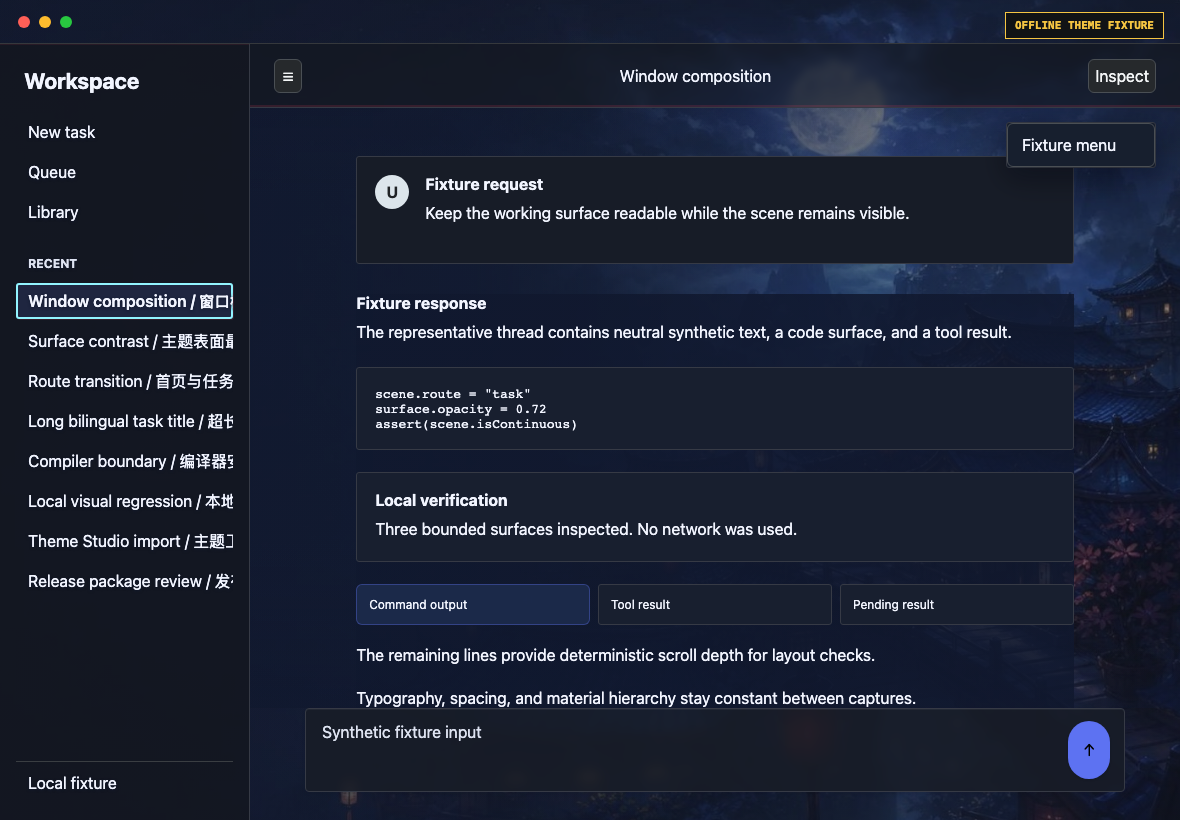 OFFLINE THEME FIXTURE
Workspace
New task
Queue
Library
RECENT
Window composition / 窗口
Surface contrast / 主题表面
Route transition / 首页与任务
Long bilingual task title / 超长
Compiler boundary / 编译器安
Local visual regression / 本地
Theme Studio import / 主题工
Release package review / 发布
Local fixture
≡
Window composition
Inspect
Fixture menu
U
Fixture request
Keep the working surface readable while the scene remains visible.
Fixture response
The representative thread contains neutral synthetic text, a code surface, and a tool result.
scene.route = "task"
surface.opacity = 0.72
assert(scene.isContinuous)
Local verification
Three bounded surfaces inspected. No network was used.
Command output
Tool result
Pending result
The remaining lines provide deterministic scroll depth for layout checks.
Typography, spacing, and material hierarchy stay constant between captures.
Synthetic fixture input
↑